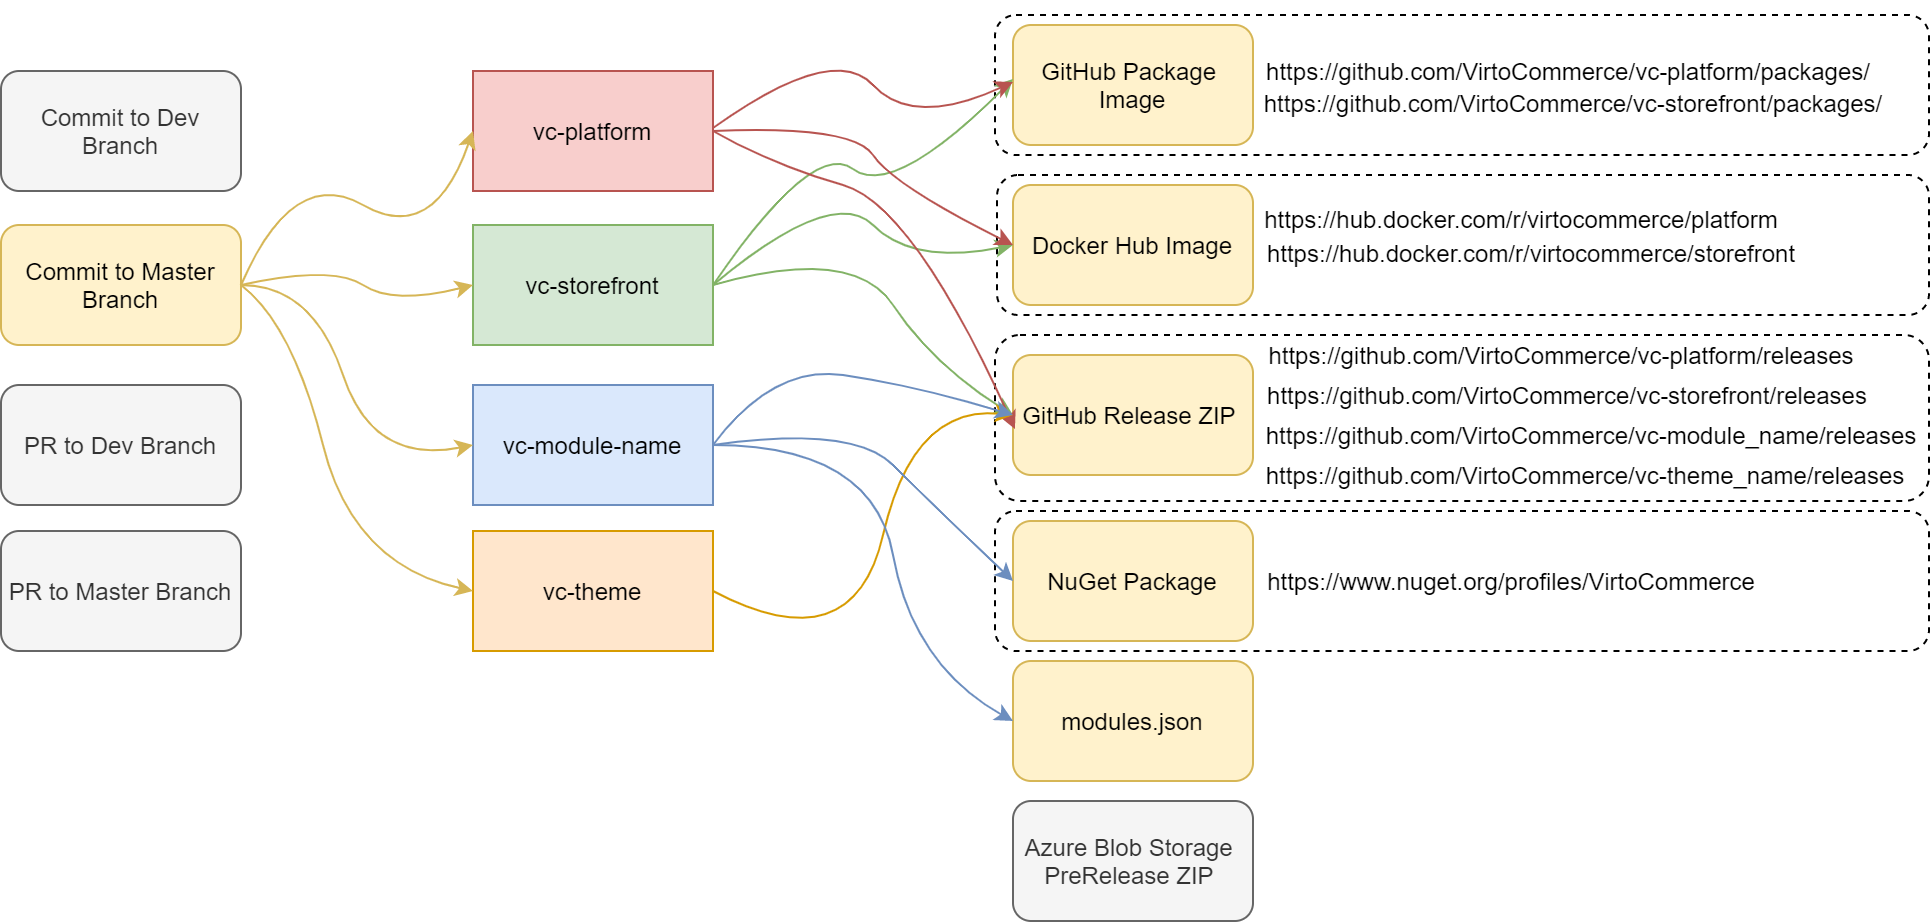 Commit to Dev
Branch
Commit to Master
Branch
PR to Dev Branch
PR to Master Branch
vc-platform
vc-storefront
vc-module-name
vc-theme
GitHub Package
Image
https://github.com/VirtoCommerce/vc-platform/packages/
https://github.com/VirtoCommerce/vc-storefront/packages/
Docker Hub Image
https://hub.docker.com/r/virtocommerce/platform
https://hub.docker.com/r/virtocommerce/storefront
GitHub Release ZIP
https://github.com/VirtoCommerce/vc-platform/releases
https://github.com/VirtoCommerce/vc-storefront/releases
https://github.com/VirtoCommerce/vc-module_name/releases
https://github.com/VirtoCommerce/vc-theme_name/releases
NuGet Package
https://www.nuget.org/profiles/VirtoCommerce
modules.json
Azure Blob Storage
PreRelease ZIP